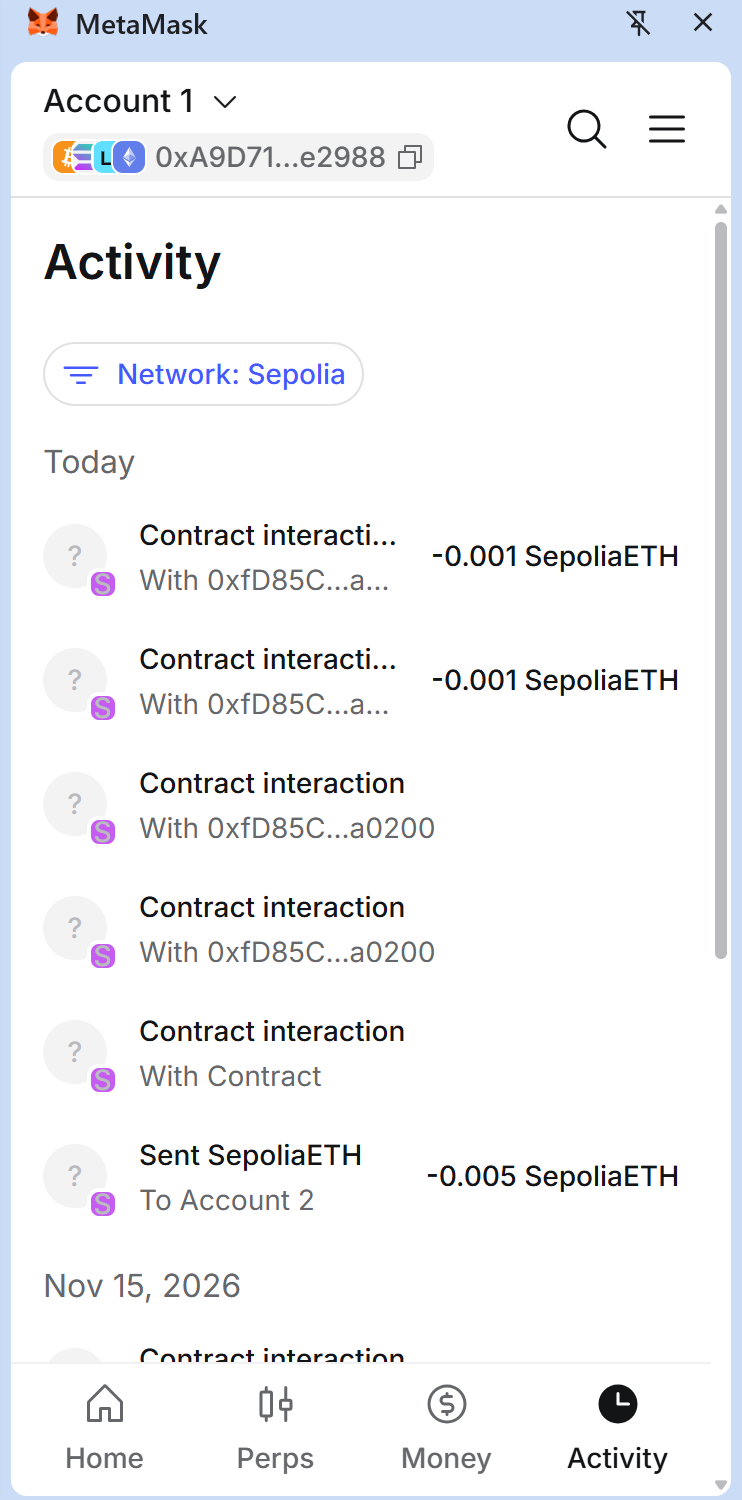 MetaMask
Account 1
0xA9D71...e2988
Activity
Network: Sepolia
Today
Contract interacti...
-0.001 SepoliaETH
With 0xfD85C...a...
Contract interacti...
-0.001 SepoliaETH
With 0xfD85C...a...
Contract interaction
With 0xfD85C...a0200
Contract interaction
With 0xfD85C...a0200
Contract interaction
With Contract
Sent SepoliaETH
-0.005 SepoliaETH
To Account 2
Nov 15, 2026
Contract interaction
Home
Perps
Money
Activity